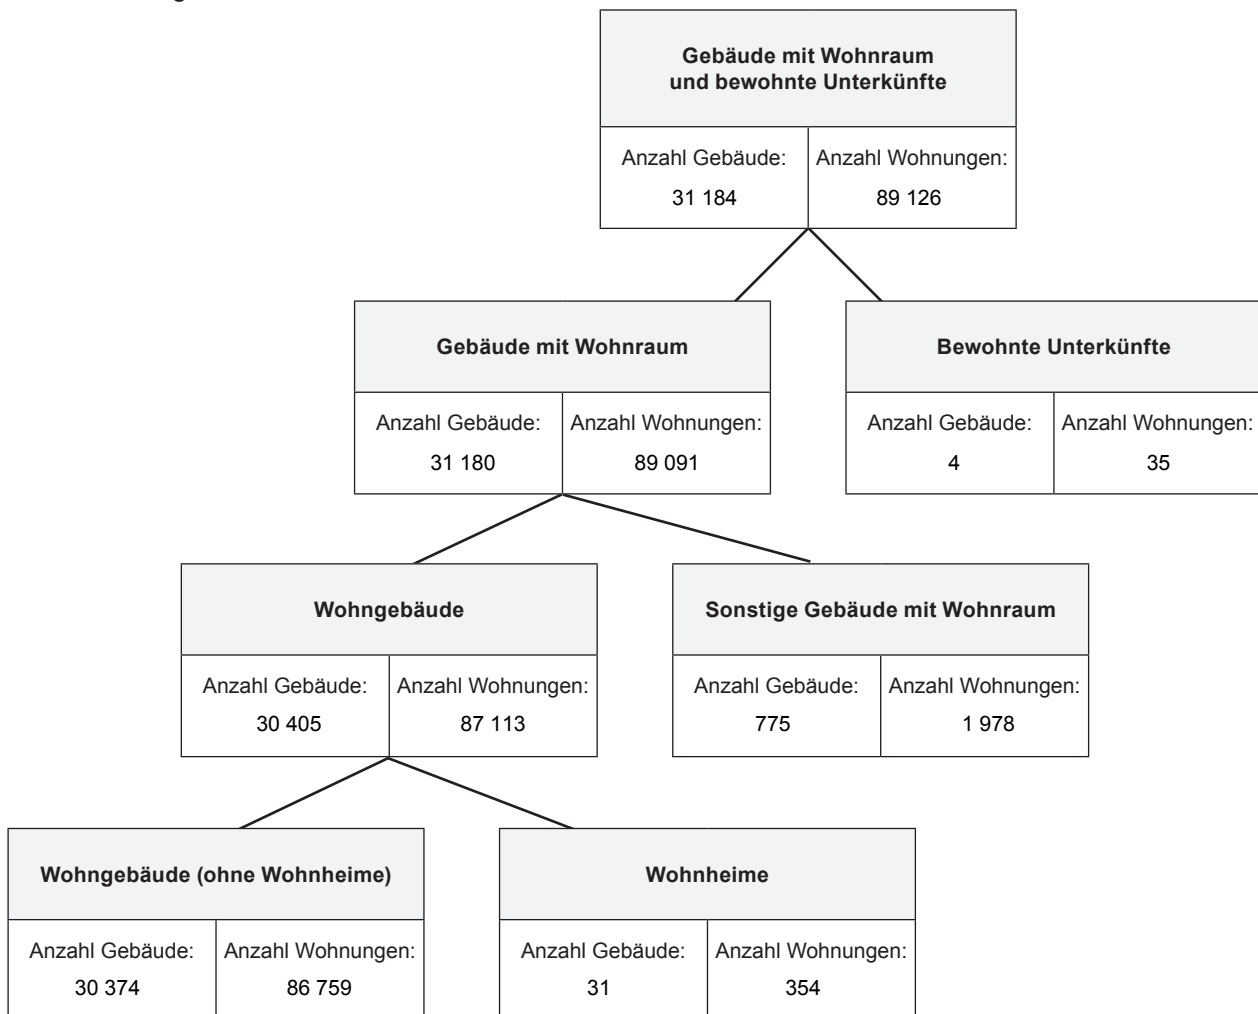 Gebäude mit Wohnraum
und bewohnte Unterkünfte
Anzahl Gebäude: Anzahl Wohnungen:
31 184 89 126
Gebäude mit Wohnraum Bewohnte Unterkünfte
Anzahl Gebäude: Anzahl Wohnungen: Anzahl Gebäude: Anzahl Wohnungen:
31 180 89 091 4 35
Wohngebäude Sonstige Gebäude mit Wohnraum
Anzahl Gebäude: Anzahl Wohnungen: Anzahl Gebäude: Anzahl Wohnungen:
30 405 87 113 775 1 978
Wohngebäude (ohne Wohnheime) Wohnheime
Anzahl Gebäude: Anzahl Wohnungen: Anzahl Gebäude: Anzahl Wohnungen:
30 374 86 759 31 354